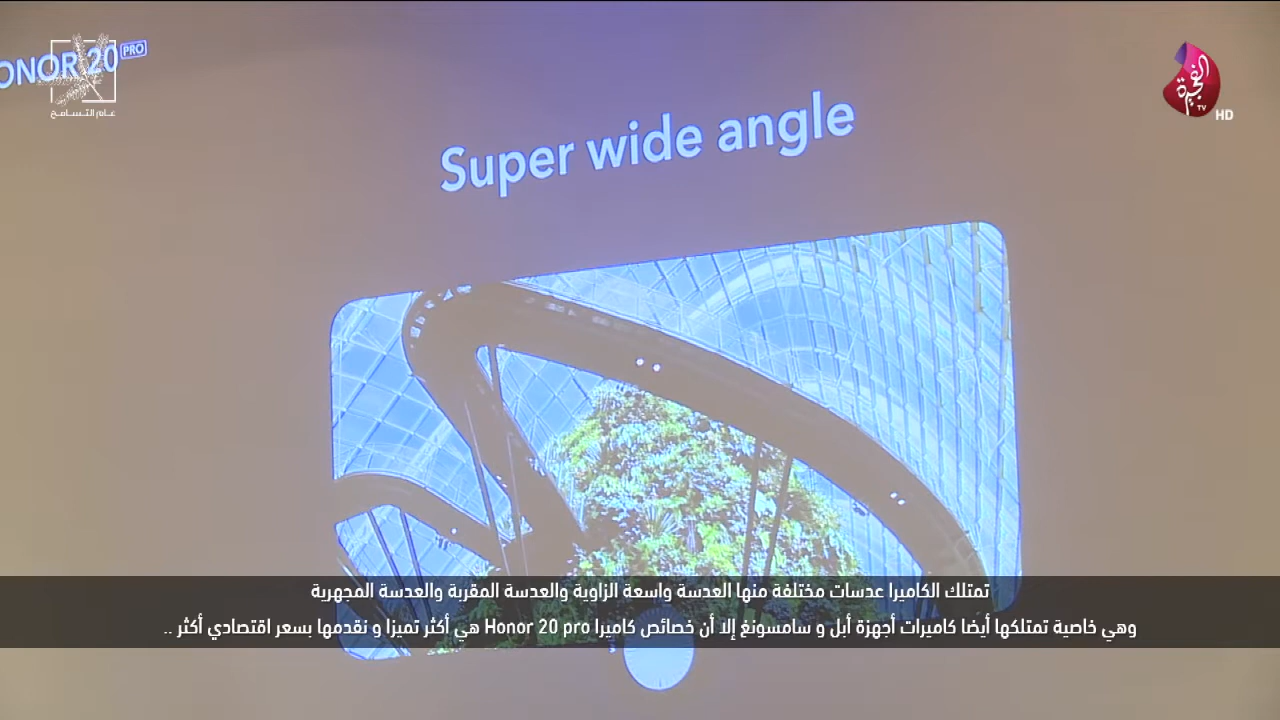 HONOR 20 PRO
عام التسامح
الفجيرة
TV
HD
Super wide angle
تمتلك الكاميرا عدسات مختلفة منها العدسة واسعة الزاوية والعدسة المقربة والعدسة المجهرية
وهي خاصية تمتلكها أيضا كاميرات أجهزة أبل و سامسونغ إلا أن خصائص كاميرا Honor 20 pro هي أكثر تميزا و نقدمها بسعر اقتصادي أكثر ..